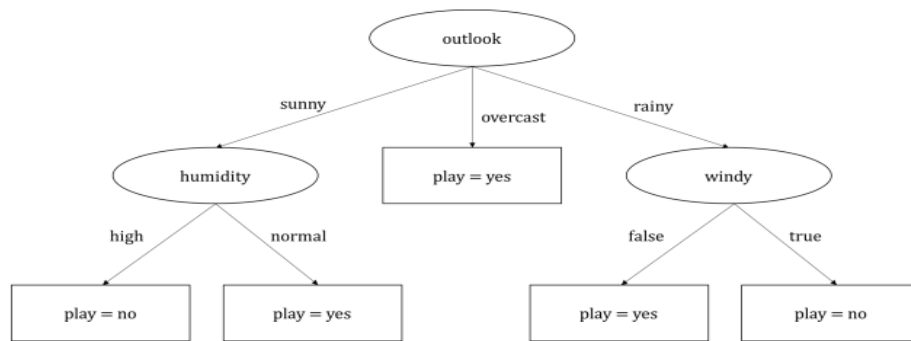 outlook
sunny
overcast
rainy
humidity
play = yes
windy
high
normal
false
true
play = no
play = yes
play = yes
play = no